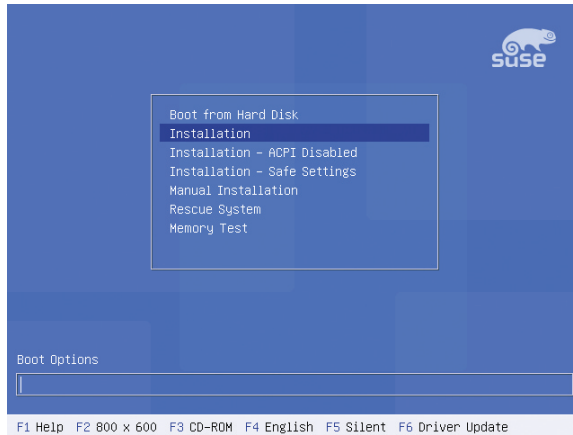 suse
Boot from Hard Disk
Installation
Installation - ACPI Disabled
Installation - Safe Settings
Manual Installation
Rescue System
Memory Test
Boot Options
F1 Help F2 800 x 600 F3 CD-ROM F4 English F5 Silent F6 Driver Update